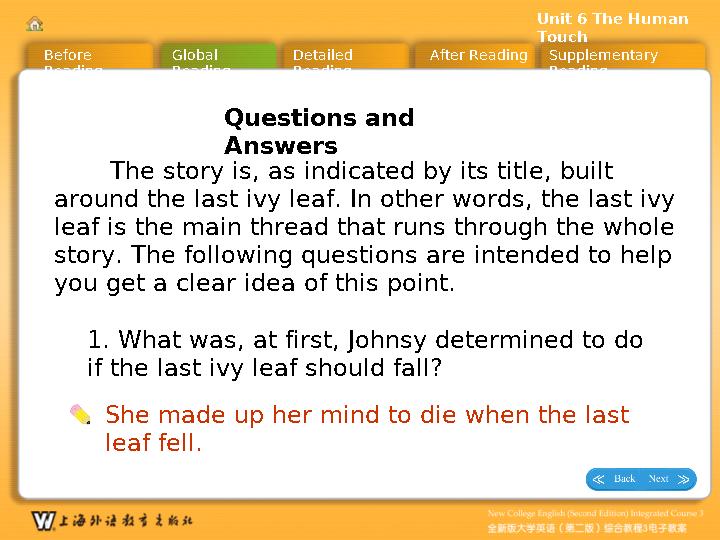 Unit 6 The Human
Touch
Before
Reading
Global
Reading
Detailed
Reading
After Reading
Supplementary
Reading
Questions and
Answers
The story is, as indicated by its title, built
around the last ivy leaf. In other words, the last ivy
leaf is the main thread that runs through the whole
story. The following questions are intended to help
you get a clear idea of this point.
1. What was, at first, Johnsy determined to do
if the last ivy leaf should fall?
She made up her mind to die when the last
leaf fell.
Back Next
New College English (Second Edition) Integrated Course 3
上海外语教育出版社
全新版大学英语（第二版）综合教程3电子教案